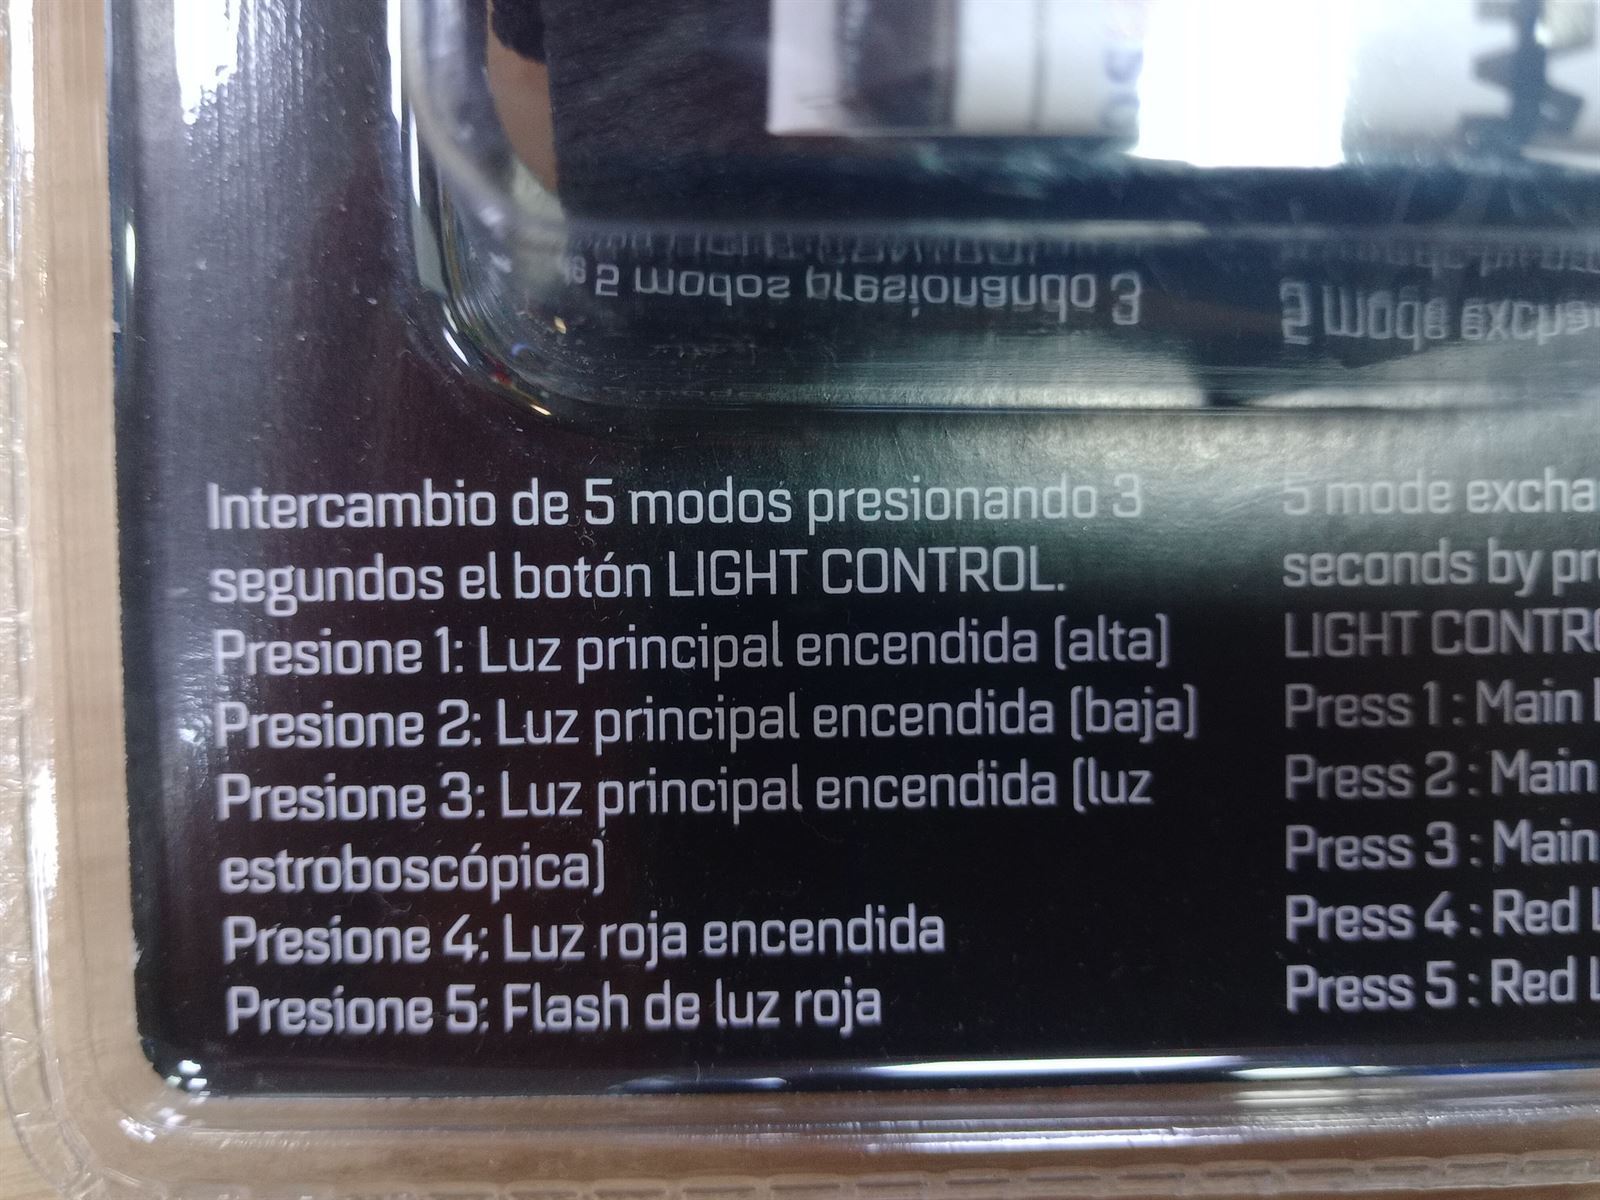 Intercambio de 5 modos presionando 3
segundos el botón LIGHT CONTROL.
Presione 1: Luz principal encendida (alta)
Presione 2: Luz principal encendida (baja)
Presione 3: Luz principal encendida (luz
estroboscópica)
Presione 4: Luz roja encendida
Presione 5: Flash de luz roja
5 mode
seconds by
LIGHT
Press 1 : Main
Press 2 : Main
Press 3 : Main
Press 4 : Red
Press 5 : Red